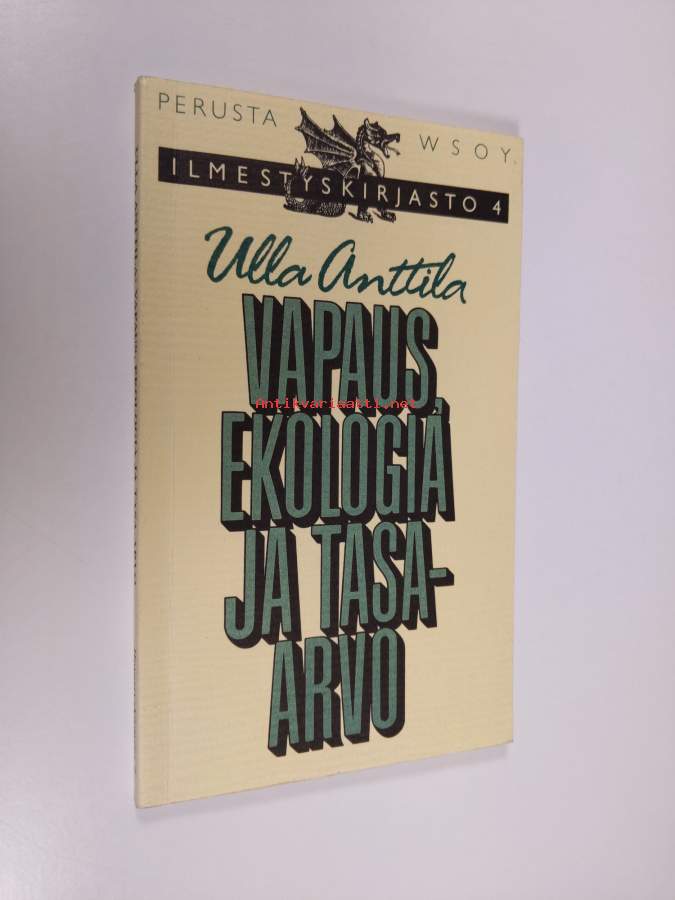 PERUSTA WSOY
ILMESTYSKIRJASTO 4
Ulla Anttila
VAPAUS,
Antikvariaatti.net
EKOLOGIA
JA TASA-
ARVO